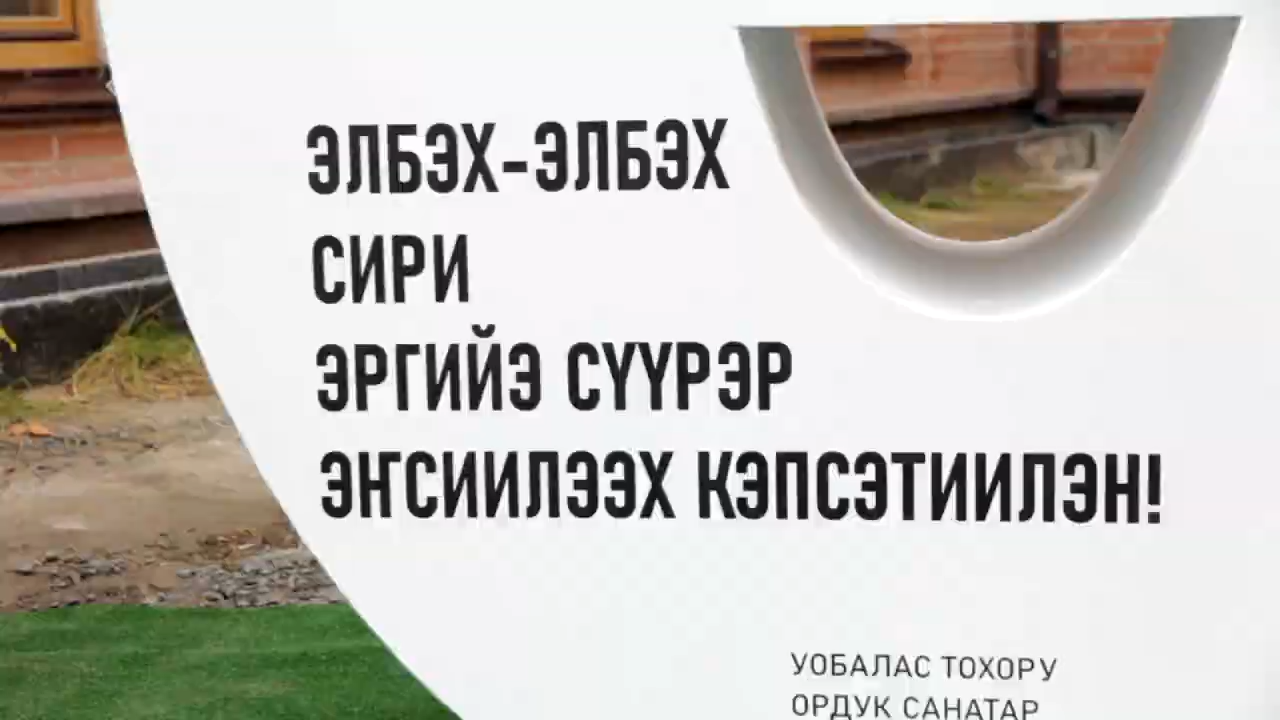 ЭЛБЭХ-ЭЛБЭХ
СИРИ
ЭРГИЙЭ СҮҮРЭР
ЭҤСИИЛЭЭХ КЭПСЭТИИЛЭН!
УОБАЛАС ТОХОРУ
ОРДУК САНАТАР